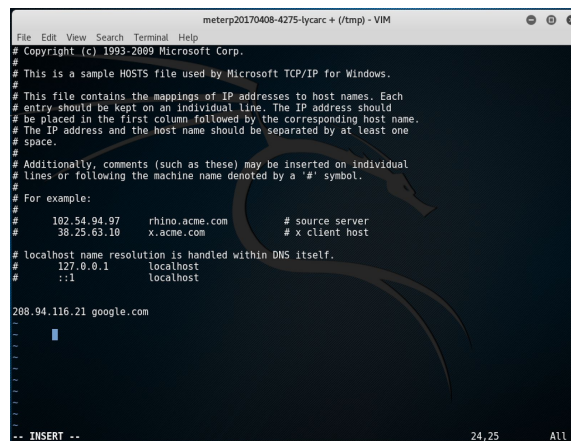 meterp20170408-4275-lycarc + (/tmp) - VIM
File Edit View Search Terminal Help
# Copyright (c) 1993-2009 Microsoft Corp.
#
# This is a sample HOSTS file used by Microsoft TCP/IP for Windows.
#
# This file contains the mappings of IP addresses to host names. Each
# entry should be kept on an individual line. The IP address should
# be placed in the first column followed by the corresponding host name.
# The IP address and the host name should be separated by at least one
# space.
#
# Additionally, comments (such as these) may be inserted on individual
# lines or following the machine name denoted by a '#' symbol.
#
# For example:
#
#      102.54.94.97     rhino.acme.com          # source server
#       38.25.63.10     x.acme.com              # x client host

# localhost name resolution is handled within DNS itself.
#       127.0.0.1       localhost
#       ::1             localhost

208.94.116.21 google.com
~
~
~
~
~
~
~
~
~
~
-- INSERT --                                                  24,25         All